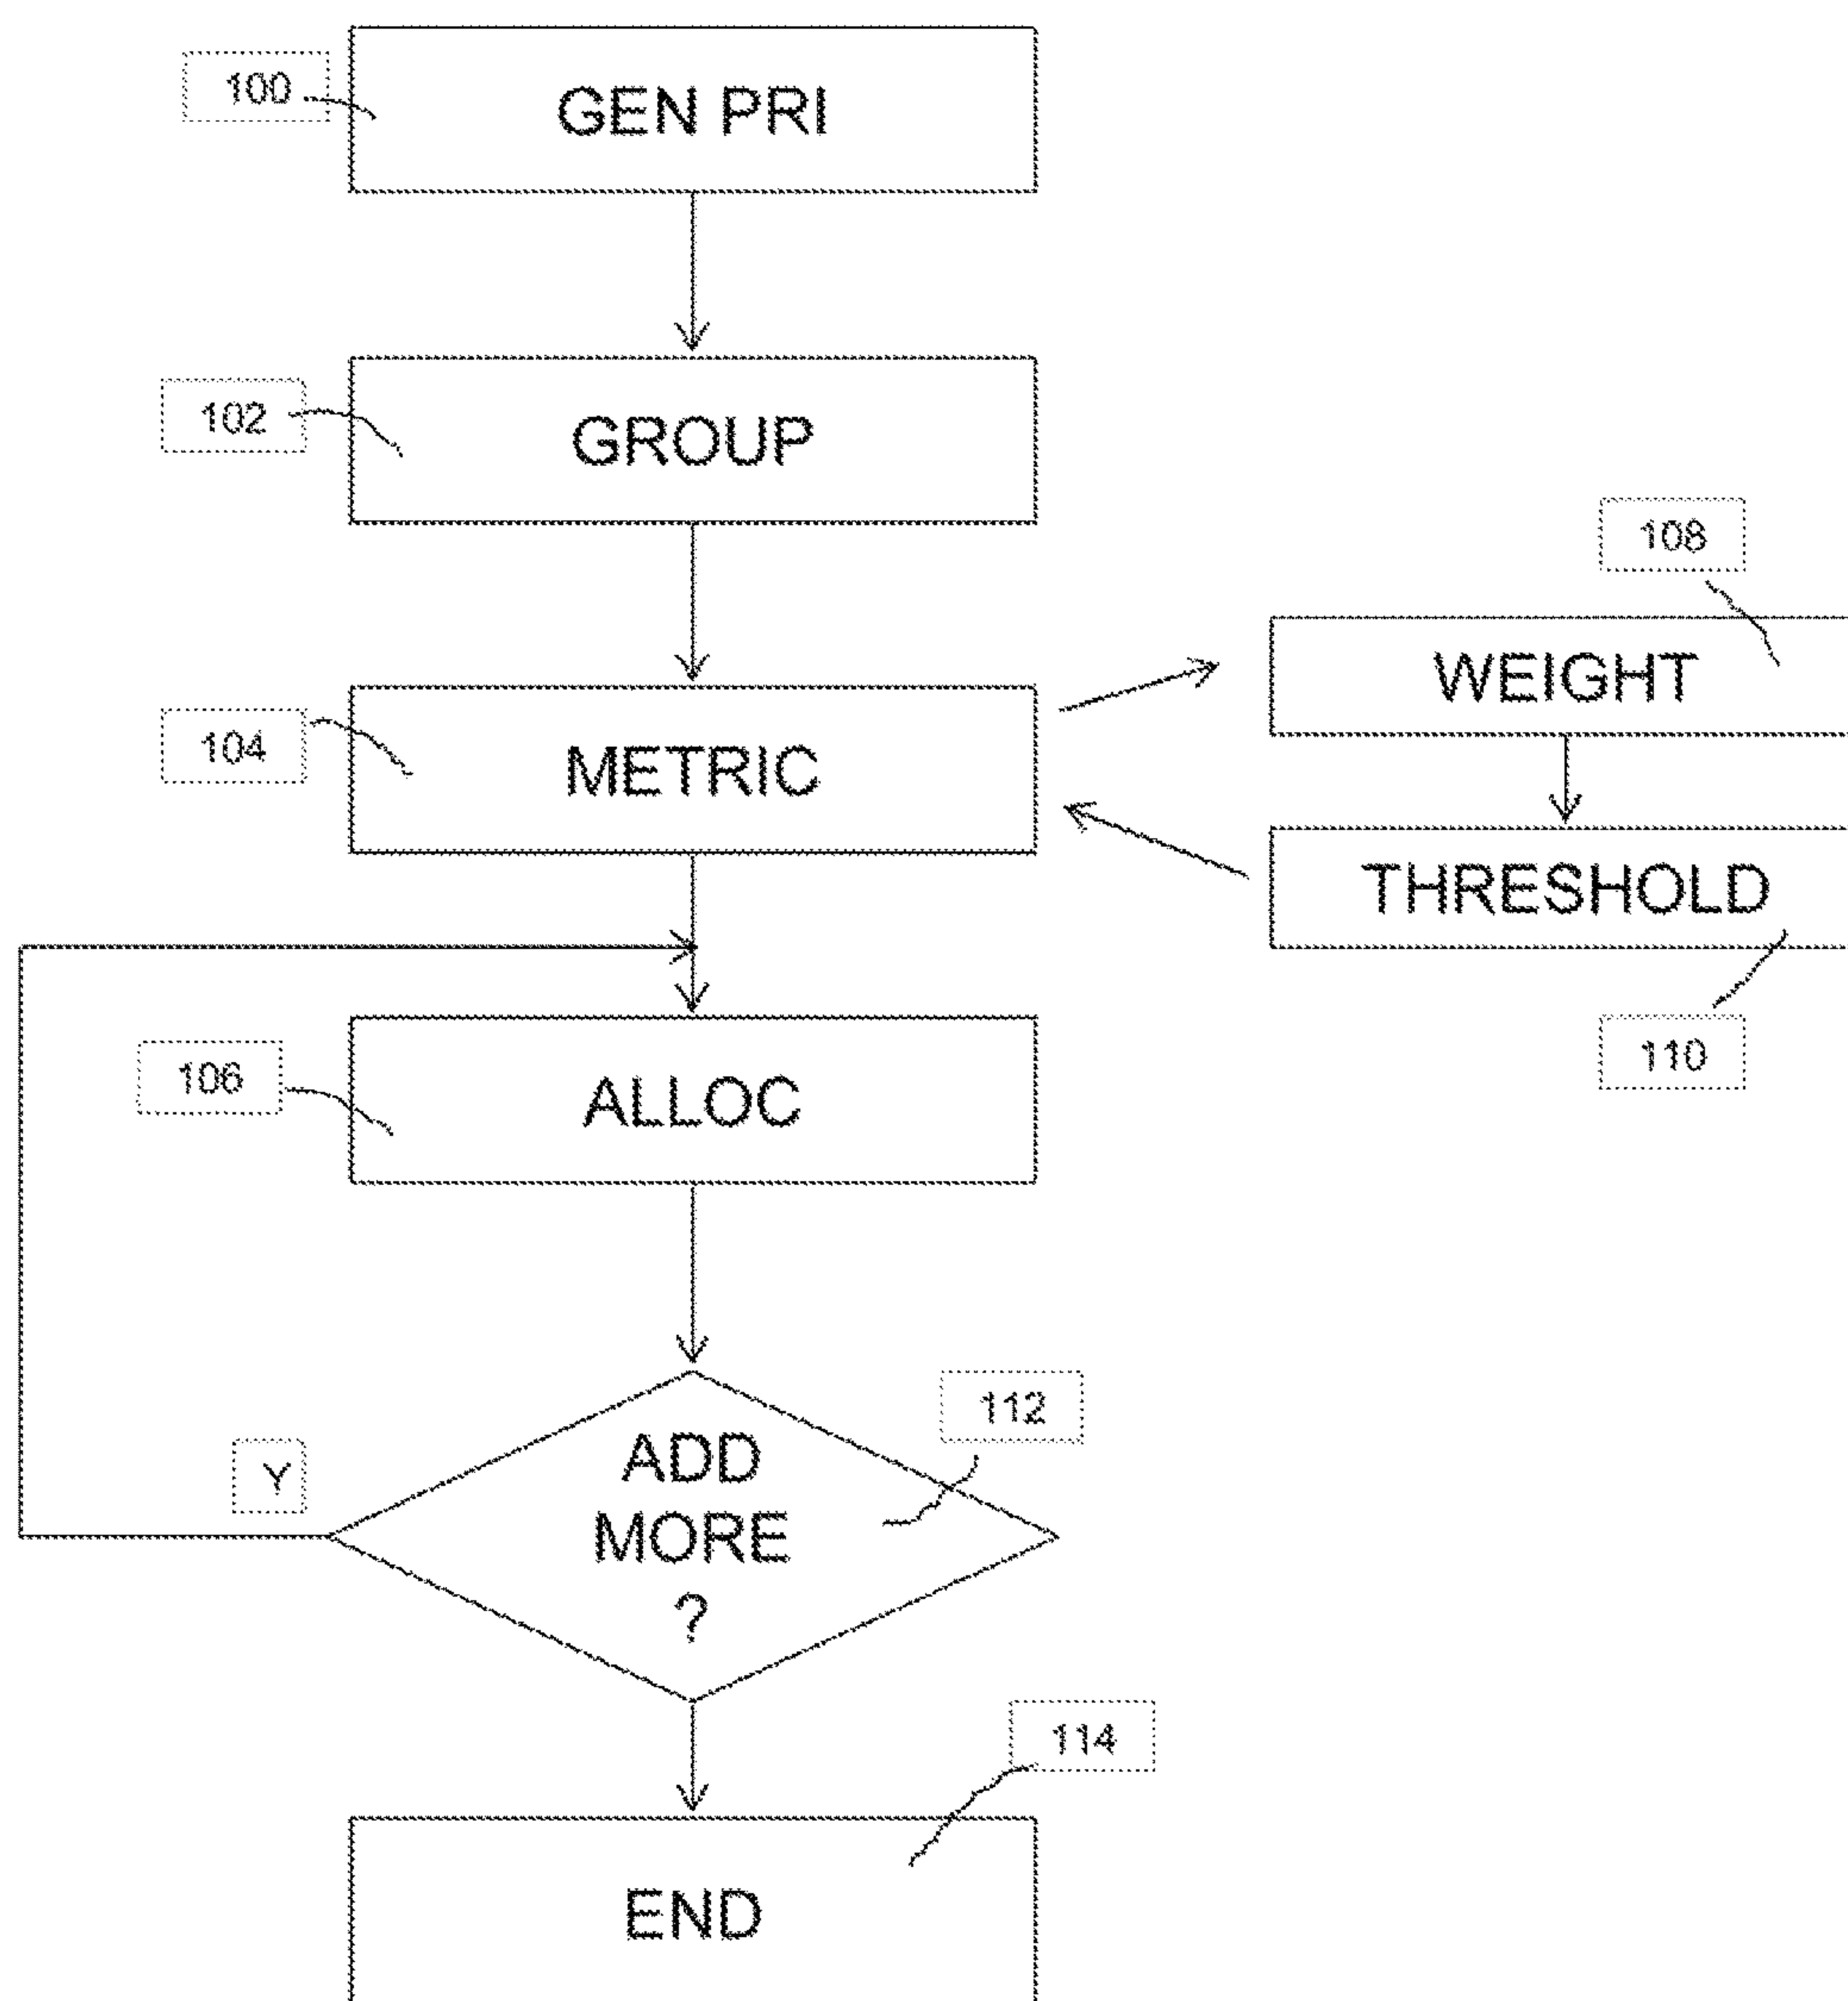 100
GEN PRI
102
GROUP
108
104
METRIC
WEIGHT
THRESHOLD
110
106
ALLOC
112
Y
ADD
MORE
?
114
END